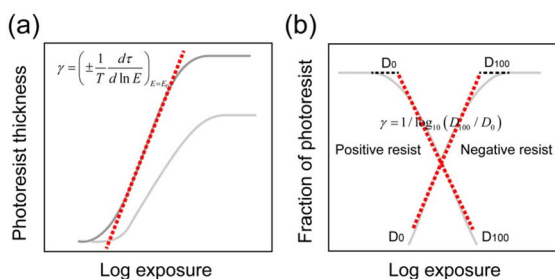 (a)
γ = (± 1/T dτ/d ln E)E=E₀
Photoresist thickness
Log exposure
(b)
D₀ D₁₀₀
γ = 1/log₁₀(D₁₀₀/D₀)
Positive resist Negative resist
Fraction of photoresist
D₀ D₁₀₀
Log exposure